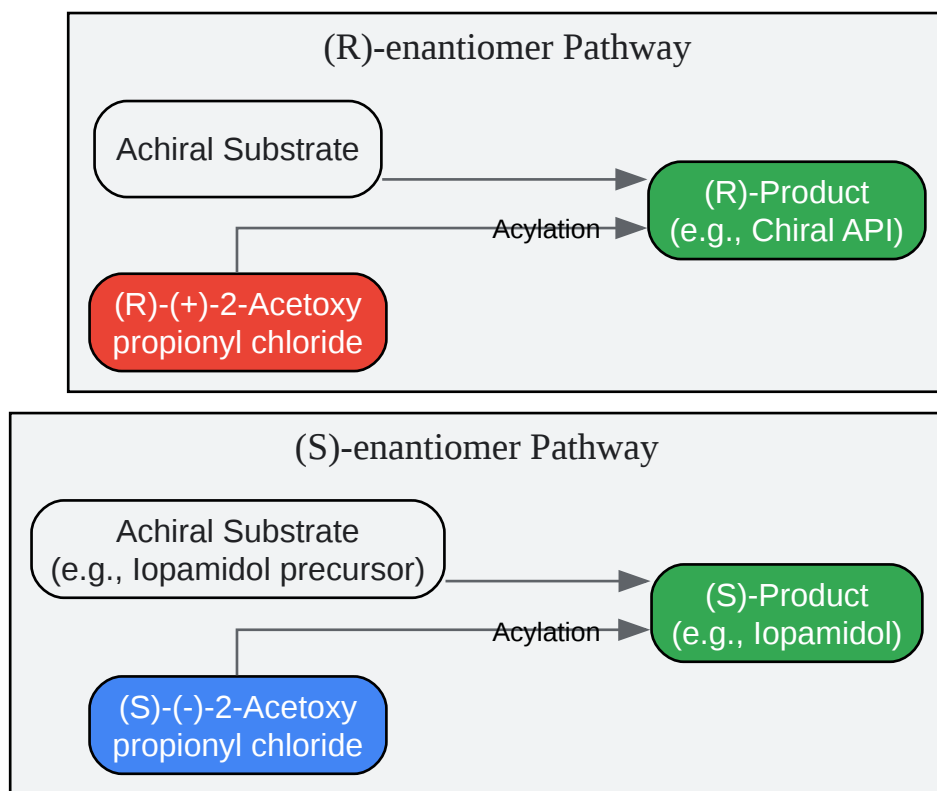 (R)-enantiomer Pathway
Achiral Substrate
(R)-Product
(e.g., Chiral API)
Acylation
(R)-(+)-2-Acetoxy
propionyl chloride
(S)-enantiomer Pathway
Achiral Substrate
(e.g., Iopamidol precursor)
(S)-Product
(e.g., Iopamidol)
Acylation
(S)-(-)-2-Acetoxy
propionyl chloride